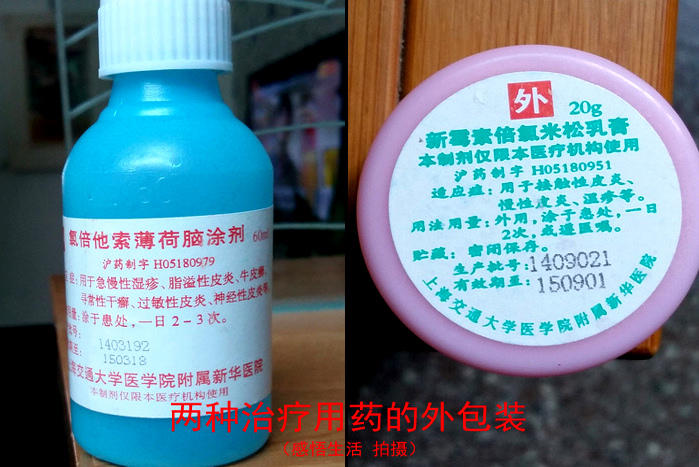 氯倍他索薄荷脑涂剂 60ml
沪药制字 H05180979
症:用于急慢性湿疹、脂溢性皮炎、牛皮癣、
寻常性干癣、过敏性皮炎、神经性皮炎等。
用量:涂于患处,一日2-3次。
批号: 1403192
至: 150318
上海交通大学医学院附属新华医院
本制剂仅限本医疗机构使用
外 20g
新霉素倍氯米松乳膏
本制剂仅限本医疗机构使用
沪药制字 H05180951
适应症:用于接触性皮炎、
慢性皮炎、湿疹等。
用法用量:外用,涂于患处,一日
2次,或遵医嘱。
贮藏:密闭保存。
生产批号:1409021
有效期至:150901
上海交通大学医学院附属新华医院
两种治疗用药的外包装
(感悟生活 拍摄)